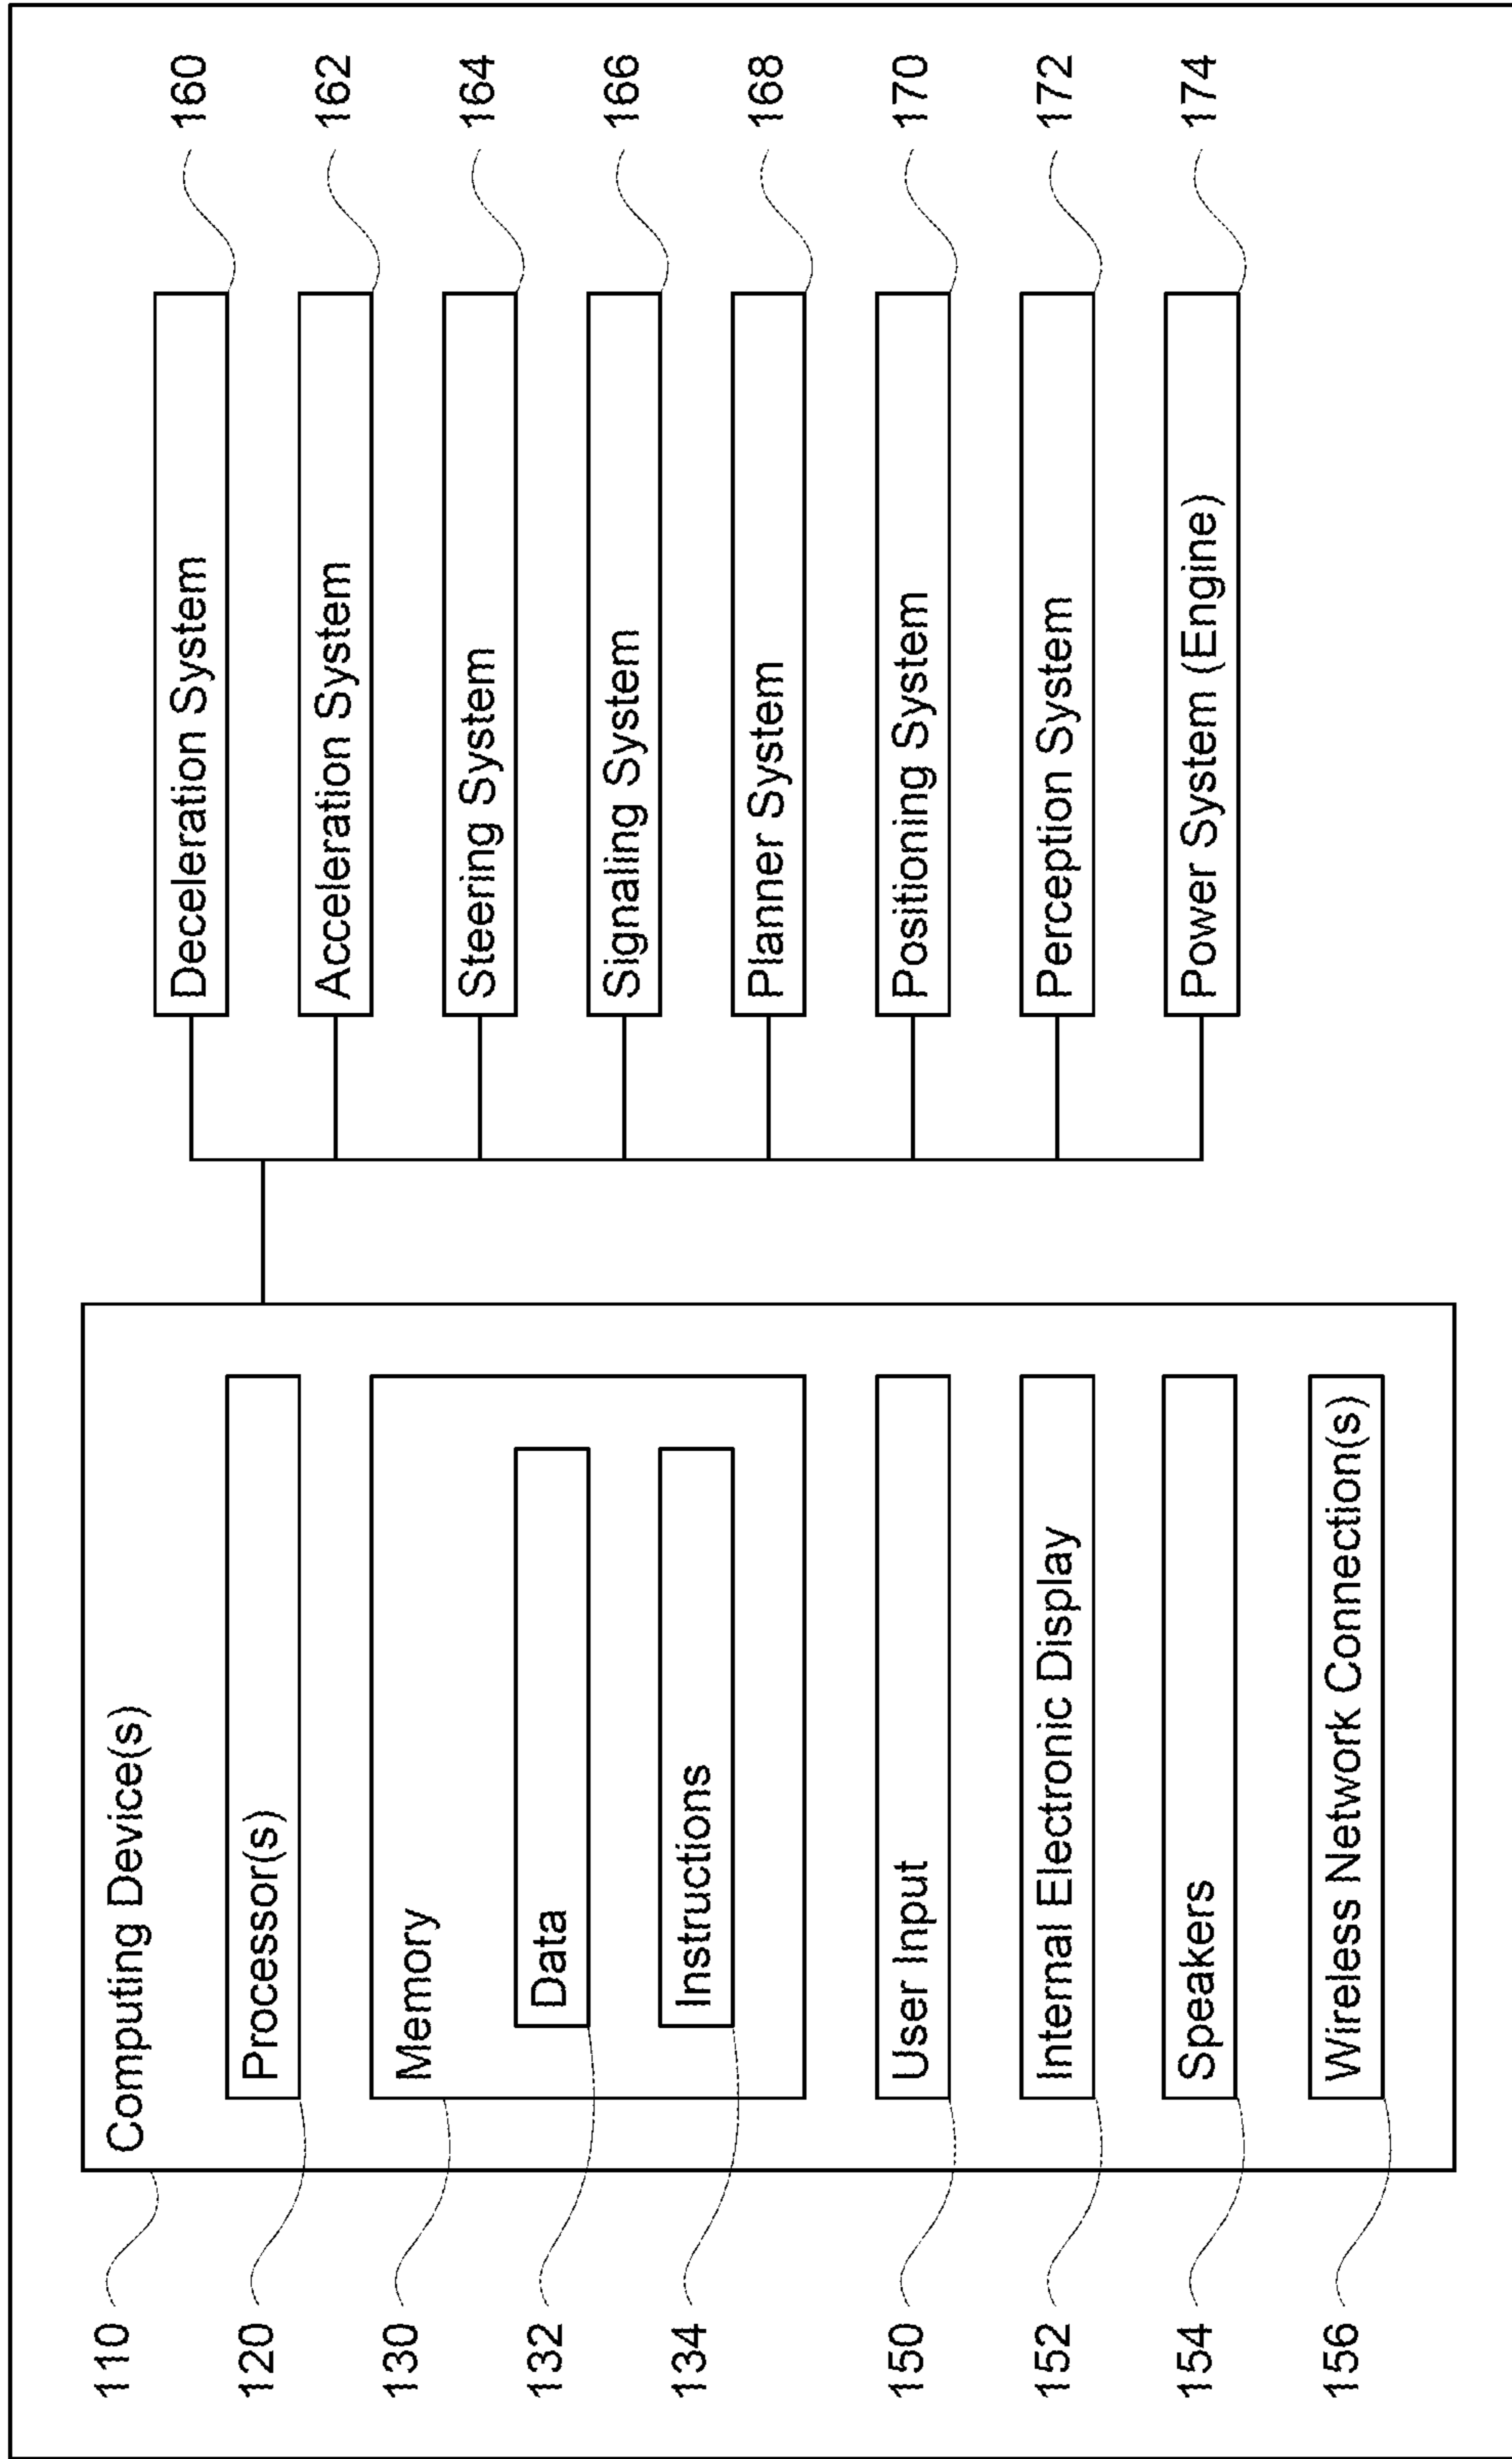 110
Computing Device(s)
120
Processor(s)
130
Memory
132
Data
134
Instructions
150
User Input
152
Internal Electronic Display
154
Speakers
156
Wireless Network Connection(s)
Deceleration System
160
Acceleration System
162
Steering System
164
Signaling System
166
Planner System
168
Positioning System
170
Perception System
172
Power System (Engine)
174